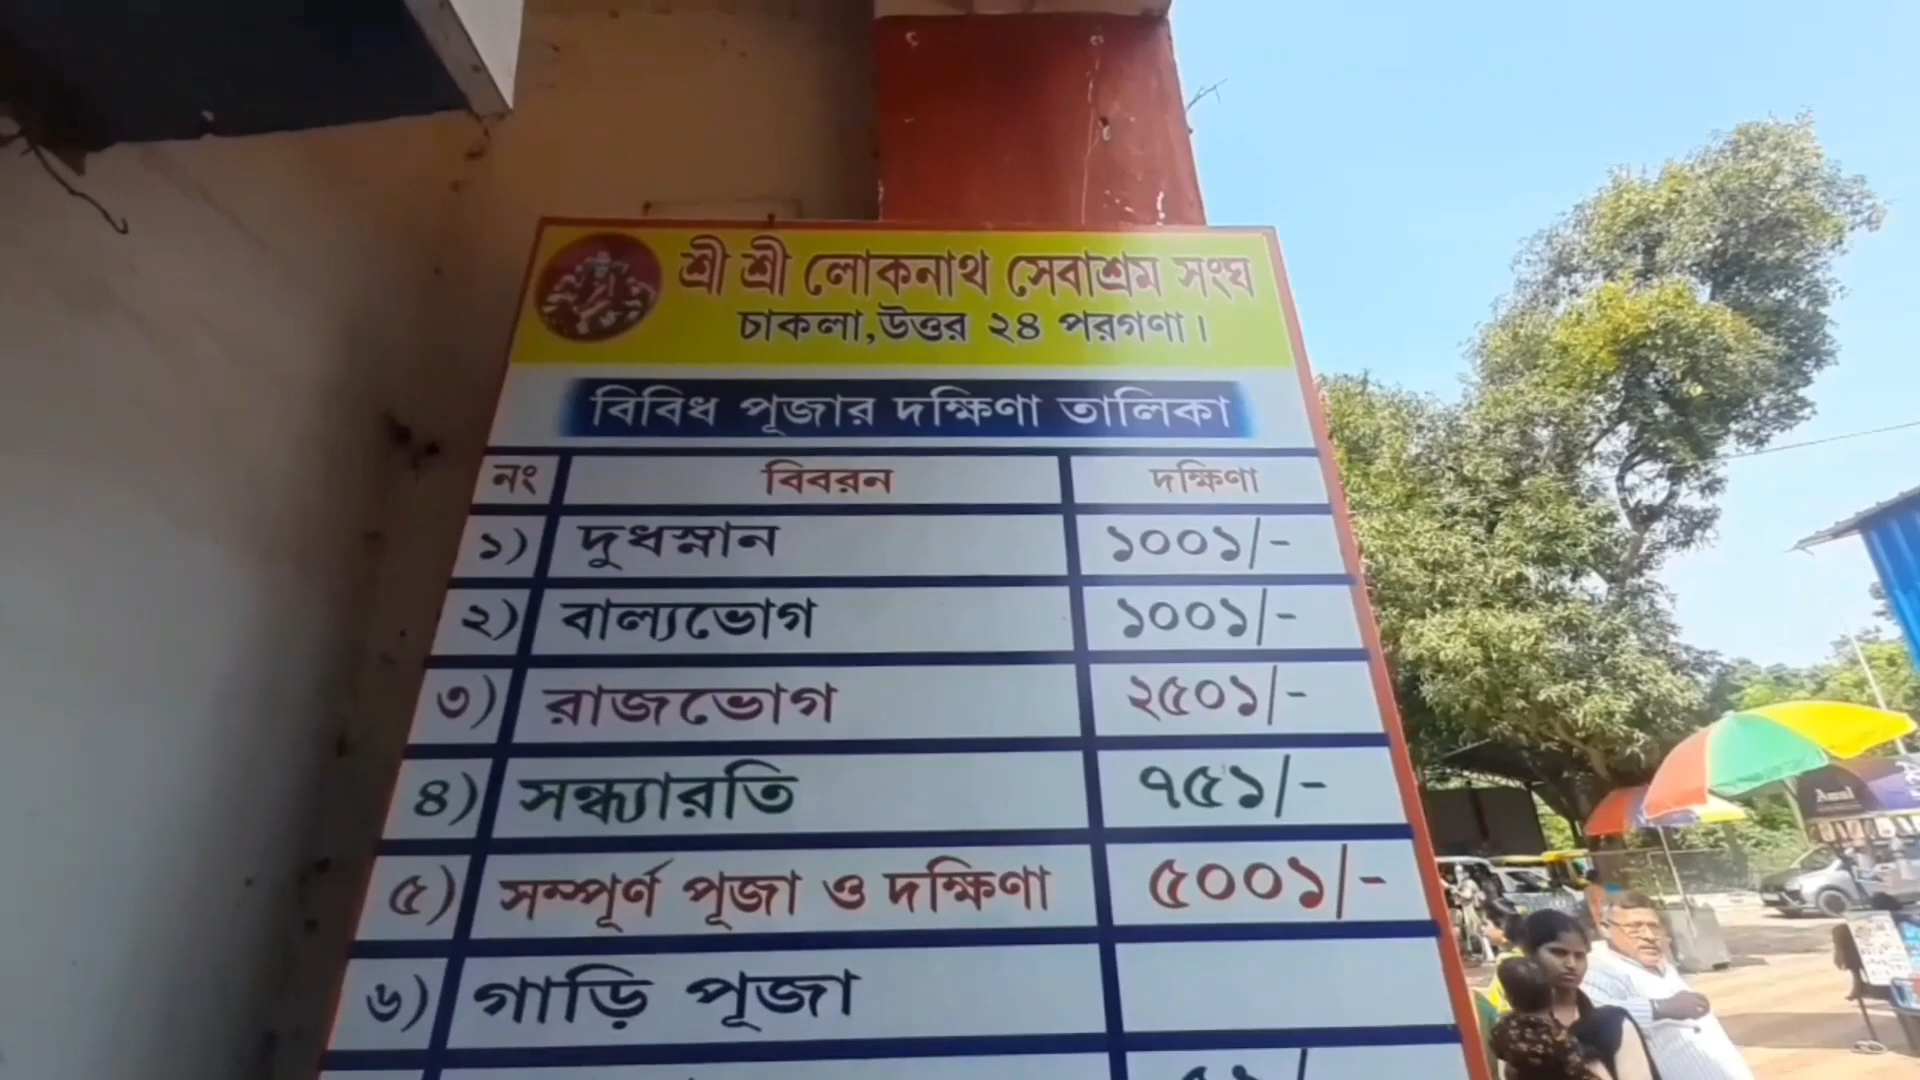 শ্রী শ্রী লোকনাথ সেবাশ্রম সংঘ
চাকলা,উত্তর ২৪ পরগণা।
বিবিধ পূজার দক্ষিণা তালিকা
নং বিবরন দক্ষিণা
১) দুধস্নান ১০০১/-
২) বাল্যভোগ ১০০১/-
৩) রাজভোগ ২৫০১/-
৪) সন্ধ্যারতি ৭৫১/-
৫) সম্পূর্ণ পূজা ও দক্ষিণা ৫০০১/-
৬) গাড়ি পূজা
Amul